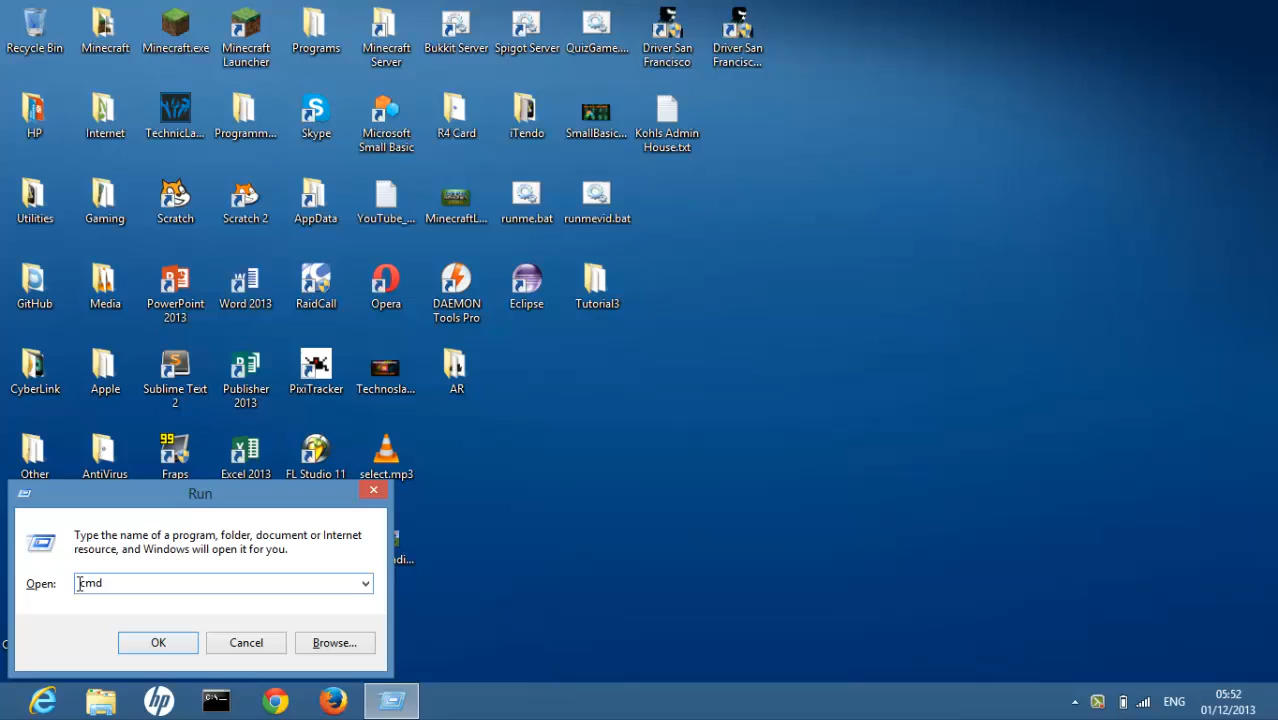 Recycle Bin
Minecraft
Minecraft.exe
Minecraft
Launcher
Programs
Minecraft
Server
Bukkit Server
Spigot Server
QuizGame....
Driver San
Francisco
Driver San
Francisc...
HP
Internet
TechnicLa...
Programm...
Skype
Microsoft
Small Basic
R4 Card
iTendo
SmallBasic...
Kohls Admin
House.txt
Utilities
Gaming
Scratch
Scratch 2
AppData
YouTube_...
MinecraftL...
runme.bat
runmevid.bat
GitHub
Media
PowerPoint
2013
Word 2013
RaidCall
Opera
DAEMON
Tools Pro
Eclipse
Tutorial3
CyberLink
Apple
Sublime Text
2
Publisher
2013
PixiTracker
Technosla...
AR
Other
AntiVirus
99
Fraps
Excel 2013
FL Studio 11
select.mp3
Run
Type the name of a program, folder, document or Internet
resource, and Windows will open it for you.
Open:
cmd
OK
Cancel
Browse...
hp
C:\.
ENG
05:52
01/12/2013